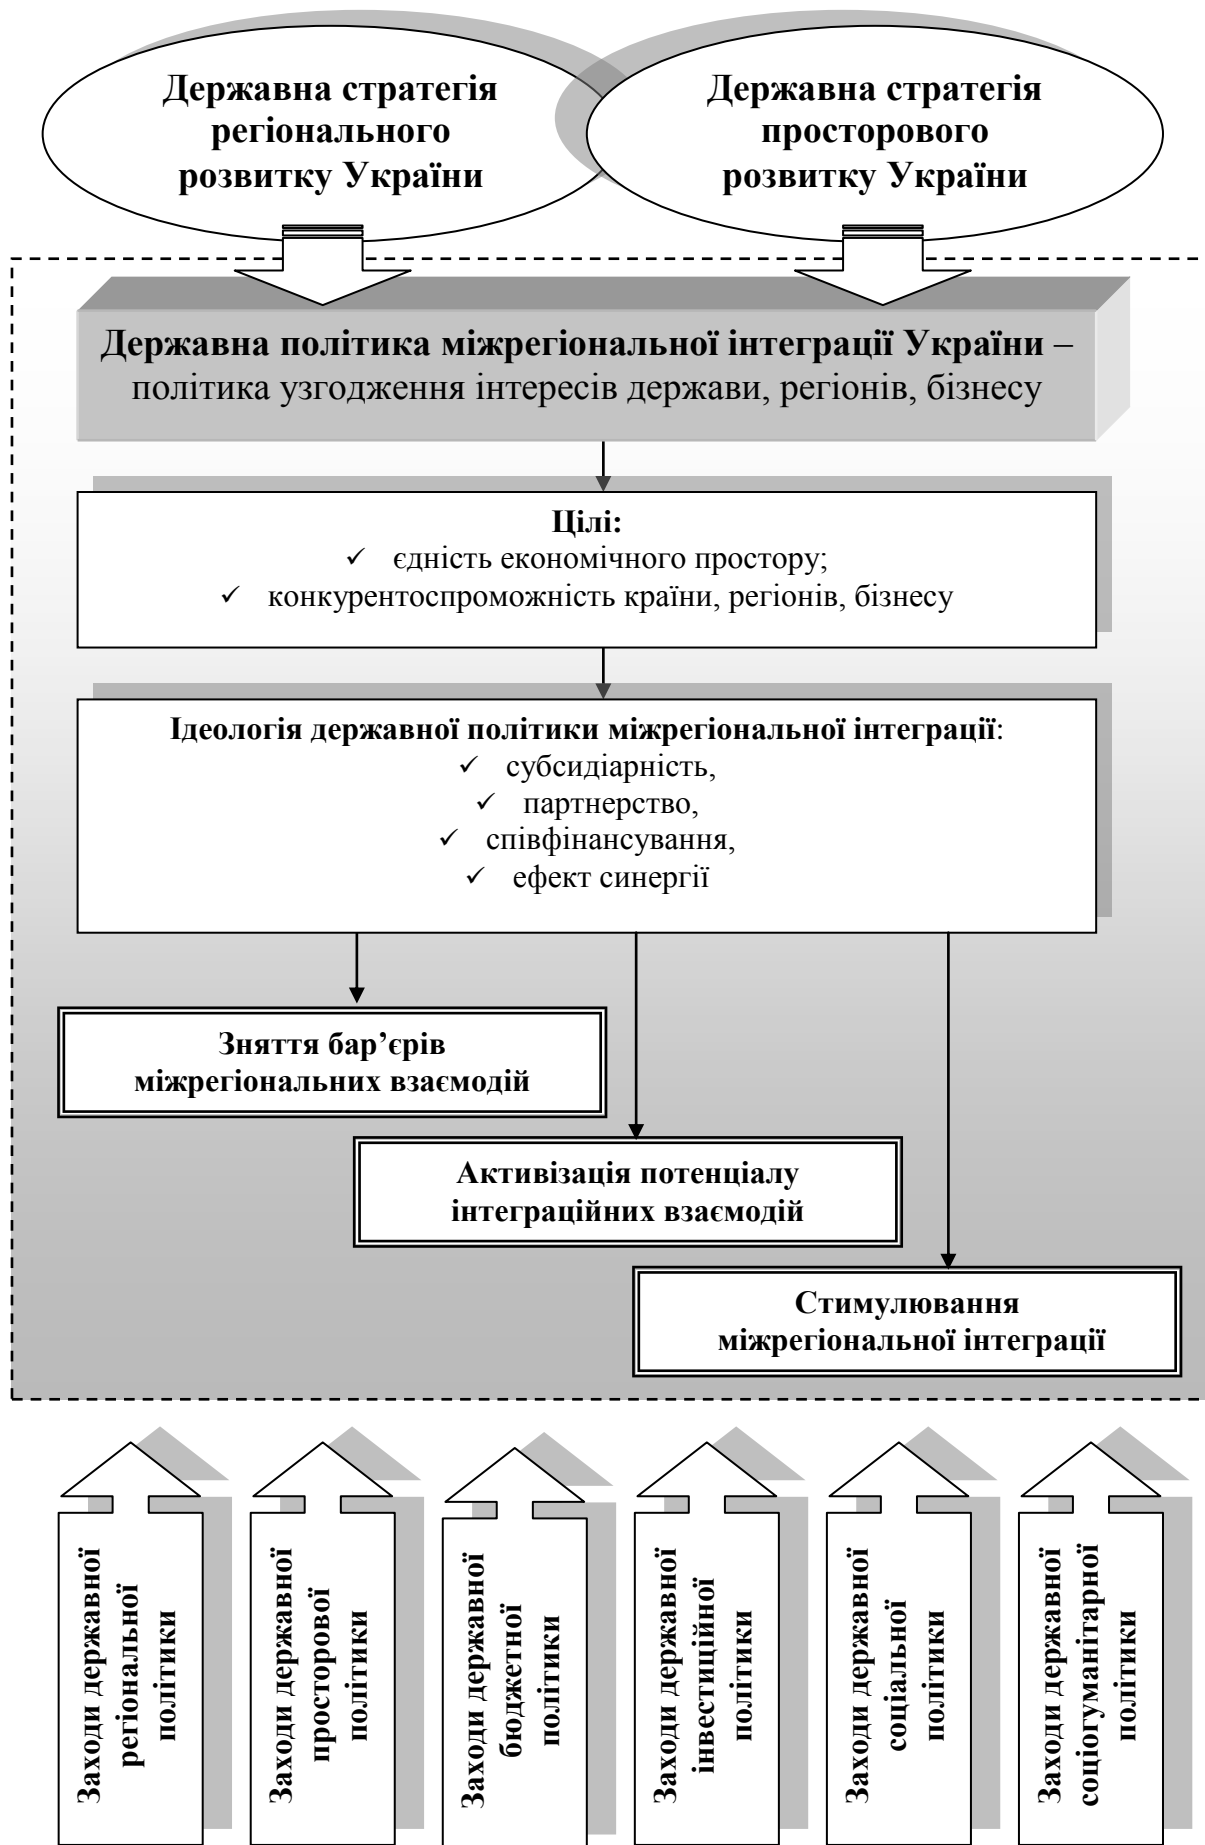 Державна стратегія
регіонального
розвитку України
Державна стратегія
просторового
розвитку України
Державна політика міжрегіональної інтеграції України –
політика узгодження інтересів держави, регіонів, бізнесу
Цілі:
✓ єдність економічного простору;
✓ конкурентоспроможність країни, регіонів, бізнесу
Ідеологія державної політики міжрегіональної інтеграції:
✓ субсидіарність,
✓ партнерство,
✓ співфінансування,
✓ ефект синергії
Зняття бар’єрів
міжрегіональних взаємодій
Активізація потенціалу
інтеграційних взаємодій
Стимулювання
міжрегіональної інтеграції
Заходи державної
регіональної
політики
Заходи державної
просторової
політики
Заходи державної
бюджетної
політики
Заходи державної
інвестиційної
політики
Заходи державної
соціальної
політики
Заходи державної
соціогуманітарної
політики